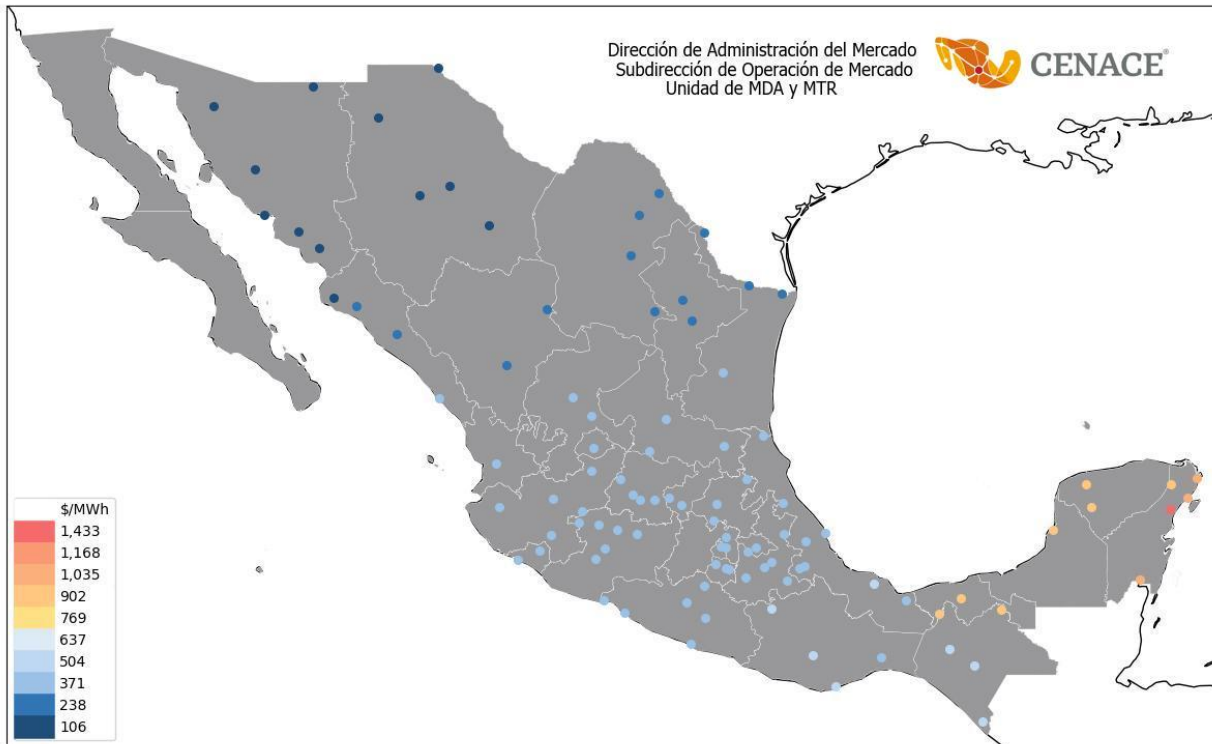 Dirección de Administración del Mercado
Subdirección de Operación de Mercado
Unidad de MDA y MTR
CENACE®
$/MWh
1,433
1,168
1,035
902
769
637
504
371
238
106